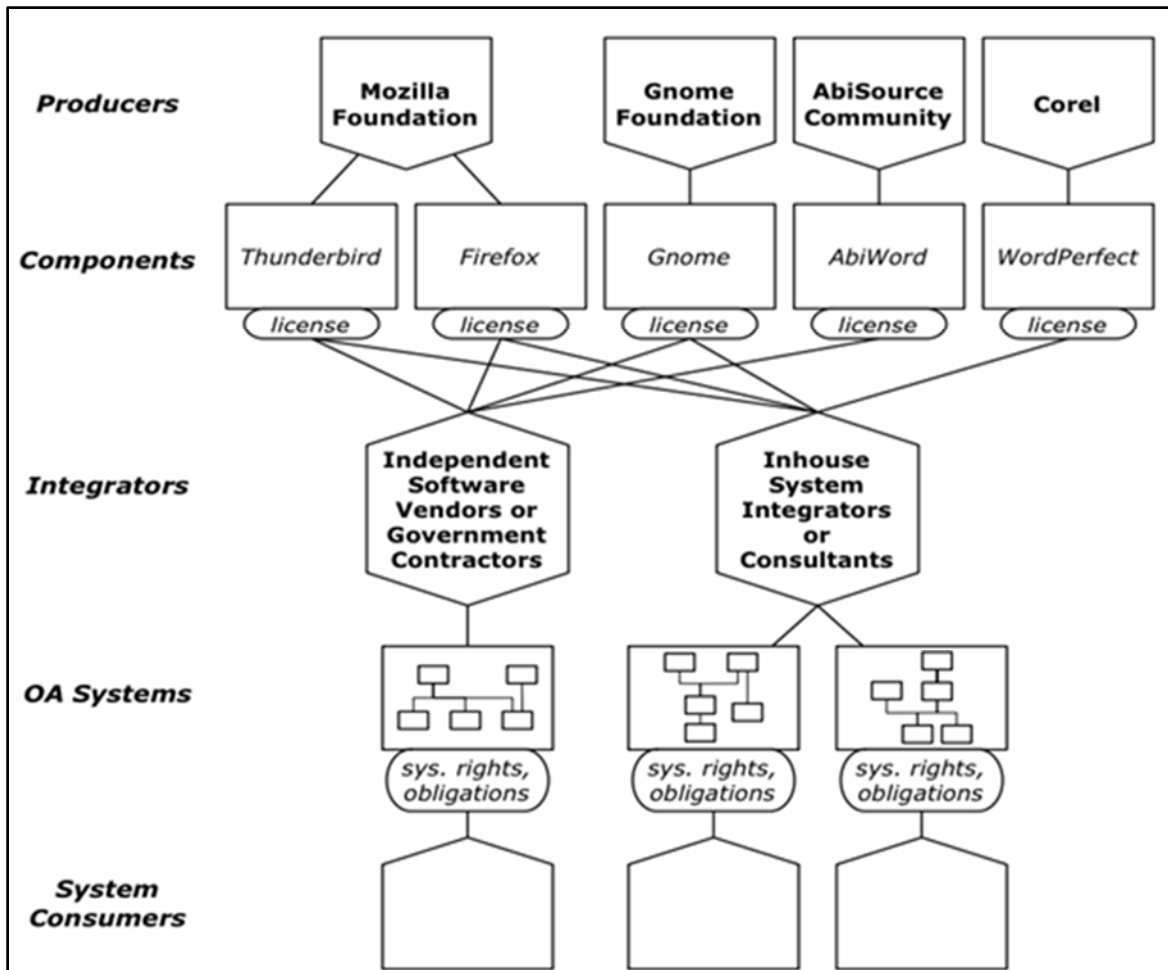 Producers
Mozilla
Foundation
Gnome
Foundation
AbiSource
Community
Corel
Components
Thunderbird
Firefox
Gnome
AbiWord
WordPerfect
license
license
license
license
license
Integrators
Independent
Software
Vendors or
Government
Contractors
Inhouse
System
Integrators
or
Consultants
OA Systems
sys. rights,
obligations
sys. rights,
obligations
sys. rights,
obligations
System
Consumers